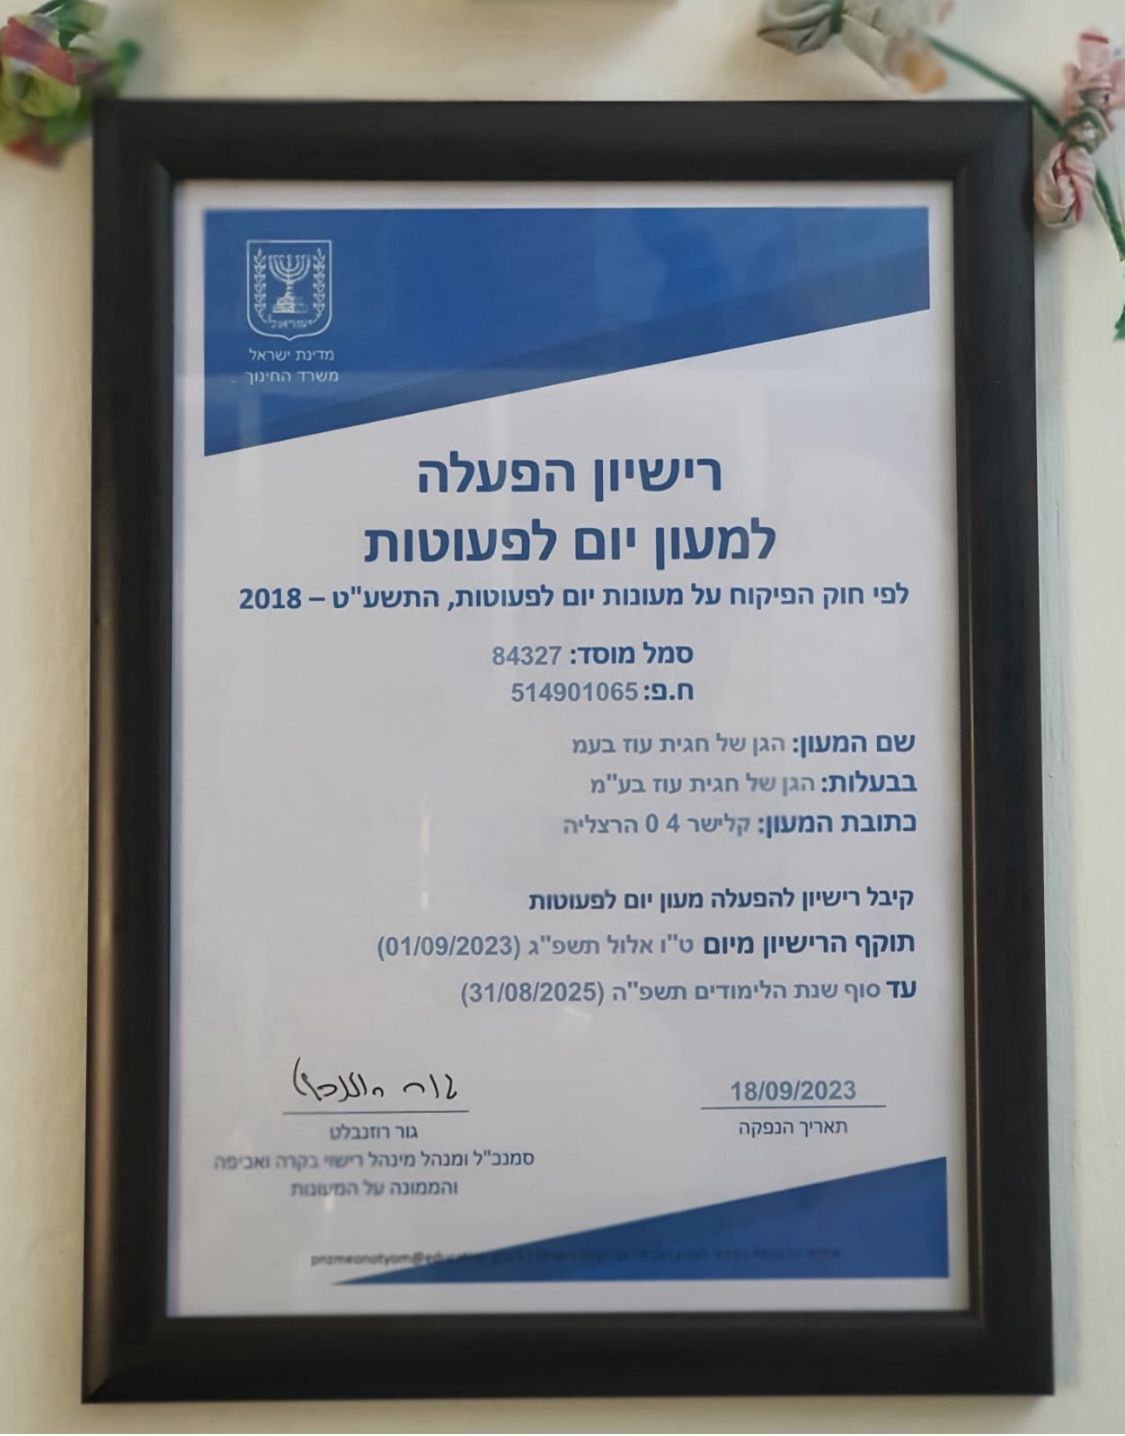 מדינת ישראל
משרד החינוך
רישיון הפעלה
למעון יום לפעוטות
לפי חוק הפיקוח על מעונות יום לפעוטות, התשע"ט – 2018
סמל מוסד: 84327
ח.פ: 514901065
שם המעון: הגן של חגית עוז בעמ
בבעלות: הגן של חגית עוז בע"מ
כתובת המעון: קלישר 4 0 הרצליה
קיבל רישיון להפעלה מעון יום לפעוטות
תוקף הרישיון מיום ט"ו אלול תשפ"ג (01/09/2023)
עד סוף שנת הלימודים תשפ"ה (31/08/2025)
18/09/2023
תאריך הנפקה
גור רוזנבלט
גור רוזנבלט
סמנכ"ל ומנהל מינהל רישוי בקרה ואכיפה
והממונה על המעונות